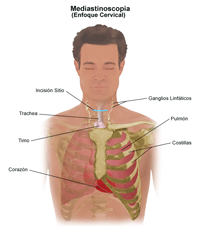 Mediastinoscopia
(Enfoque Cervical)
Incisión Sitio
Ganglios Linfáticos
Trachea
Pulmón
Timo
Costillas
Corazón